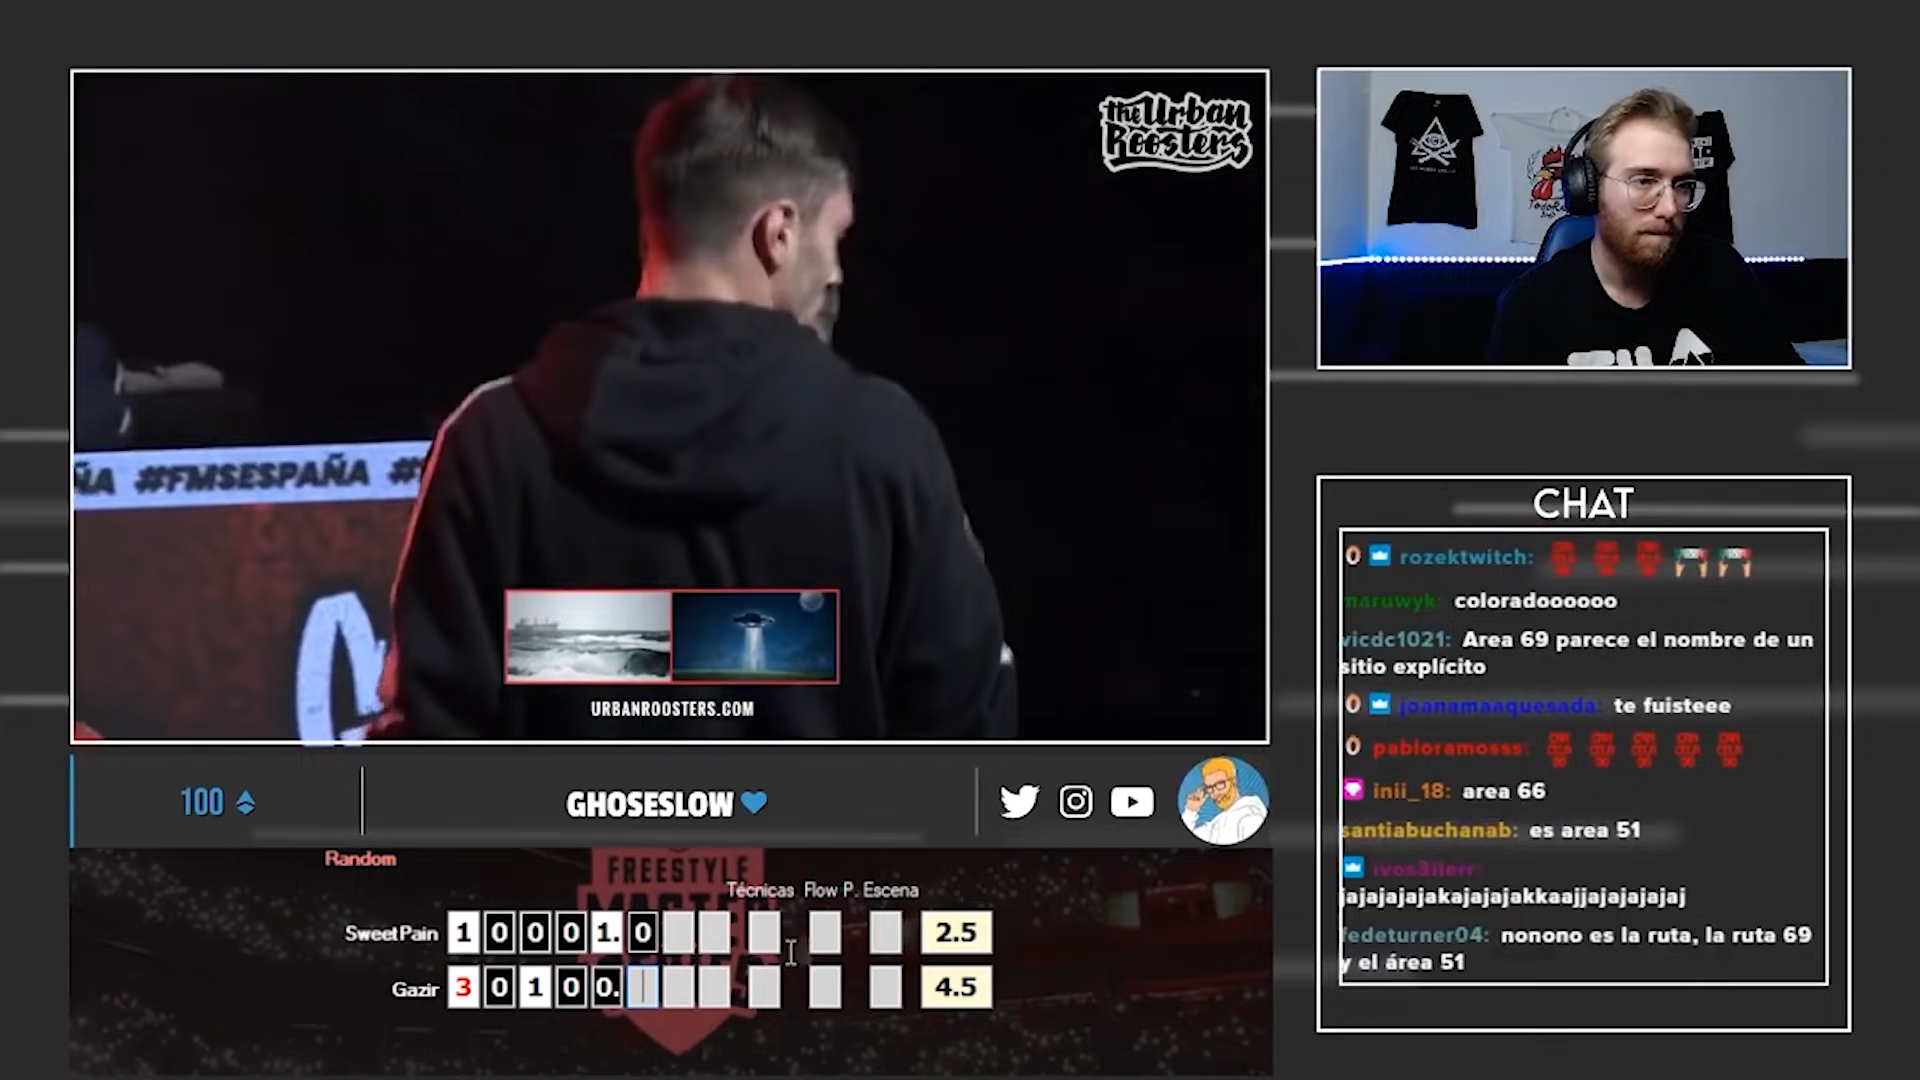 the Urban
Roosters
ÑA #FMSESPAÑA #
URBANROOSTERS.COM
CHAT
rozektwitch:
maruwyk: coloradoooooo
vicdc1021: Area 69 parece el nombre de un
sitio explícito
joanamaaquesada: te fuisteee
pabloramosss:
inii_18: area 66
santiabuchanab: es area 51
ivos3ilerr:
jajajajajakajajajakkaajjajajajajaj
fedeturner04: nonono es la ruta, la ruta 69
y el área 51
100
GHOSESLOW
Random
FREESTYLE
Técnicas Flow P. Escena
SweetPain 1 0 0 0 1. 0 2.5
Gazir 3 0 1 0 0. 4.5